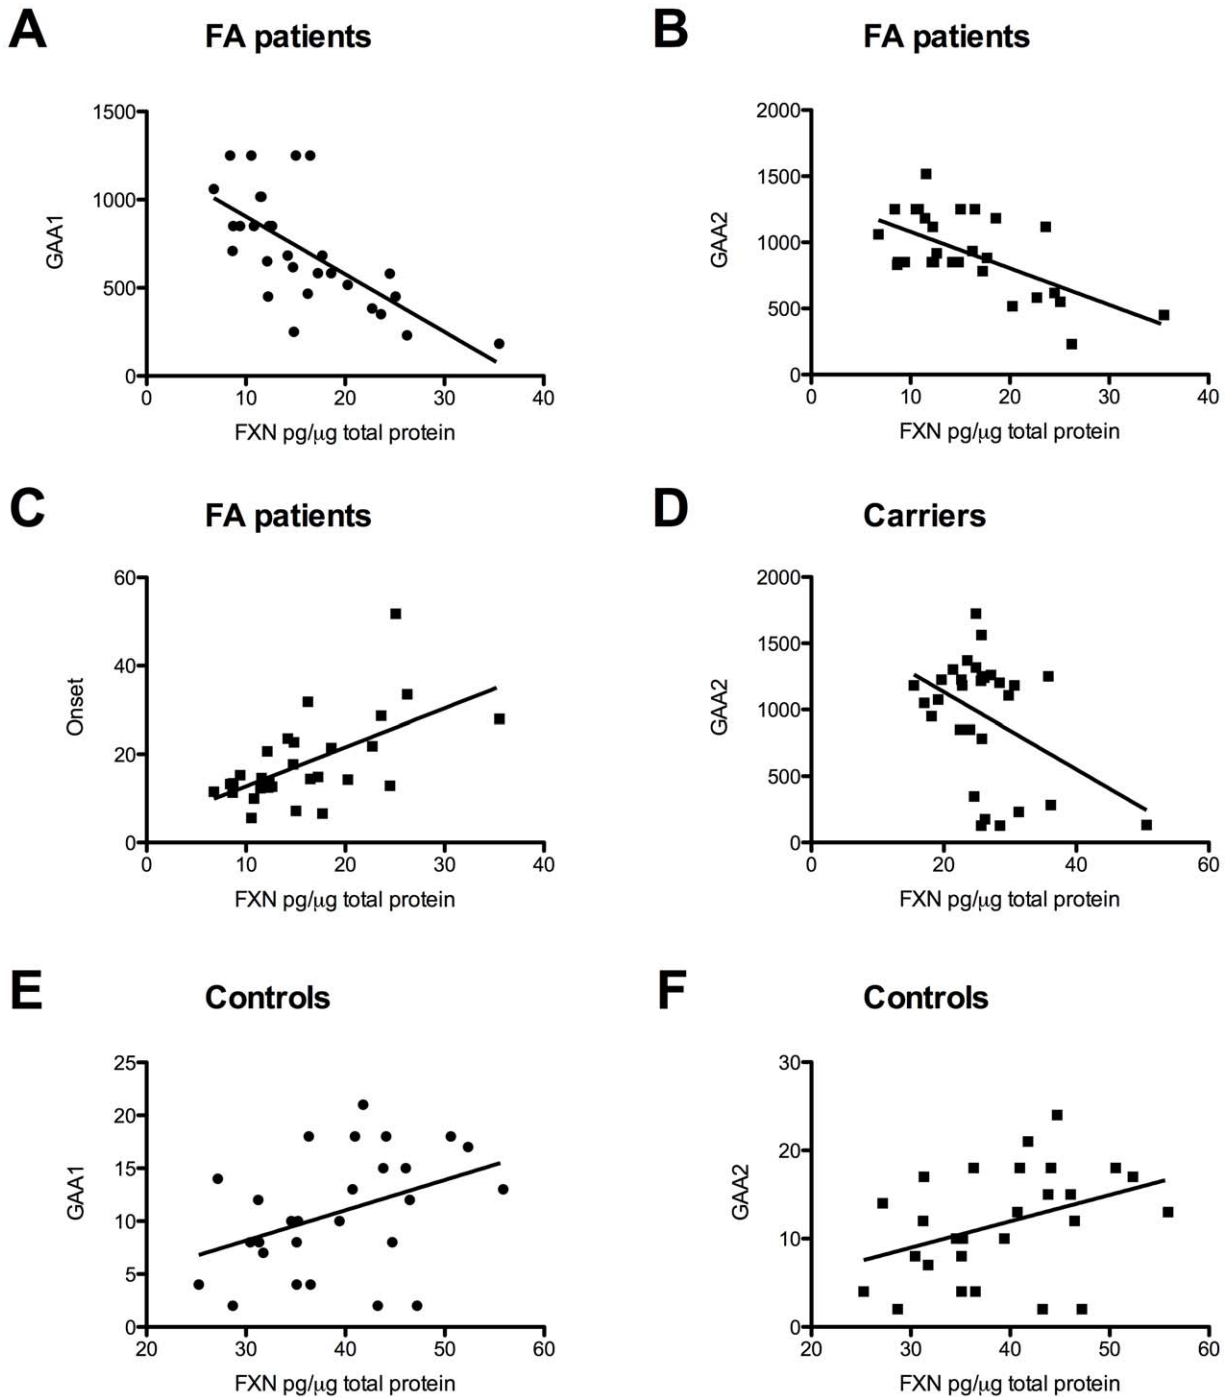 A FA patients
1500
1000
500
0
GAA1
0 10 20 30 40
FXN pg/μg total protein
B FA patients
2000
1500
1000
500
0
GAA2
0 10 20 30 40
FXN pg/μg total protein
C FA patients
60
40
20
0
Onset
0 10 20 30 40
FXN pg/μg total protein
D Carriers
2000
1500
1000
500
0
GAA2
0 20 40 60
FXN pg/μg total protein
E Controls
25
20
15
10
5
0
GAA1
20 30 40 50 60
FXN pg/μg total protein
F Controls
30
20
10
0
GAA2
20 30 40 50 60
FXN pg/μg total protein